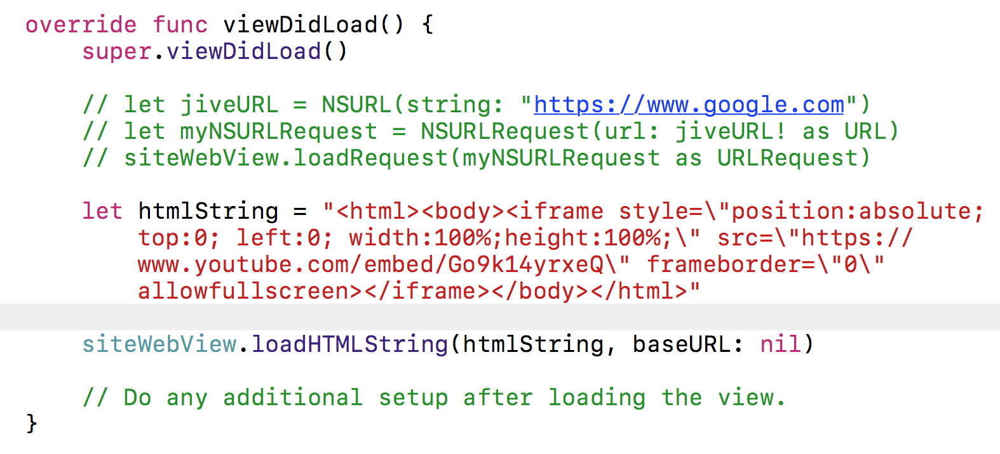 override func viewDidLoad() {
super.viewDidLoad()
// let jiveURL = NSURL(string: "https://www.google.com")
// let myNSURLRequest = NSURLRequest(url: jiveURL! as URL)
// siteWebView.loadRequest(myNSURLRequest as URLRequest)
let htmlString = "<html><body><iframe style=\"position:absolute;
top:0; left:0; width:100%;height:100%;\" src=\"https://
www.youtube.com/embed/Go9k14yrxeQ\" frameborder=\"0\"
allowfullscreen></iframe></body></html>"
siteWebView.loadHTMLString(htmlString, baseURL: nil)
// Do any additional setup after loading the view.
}